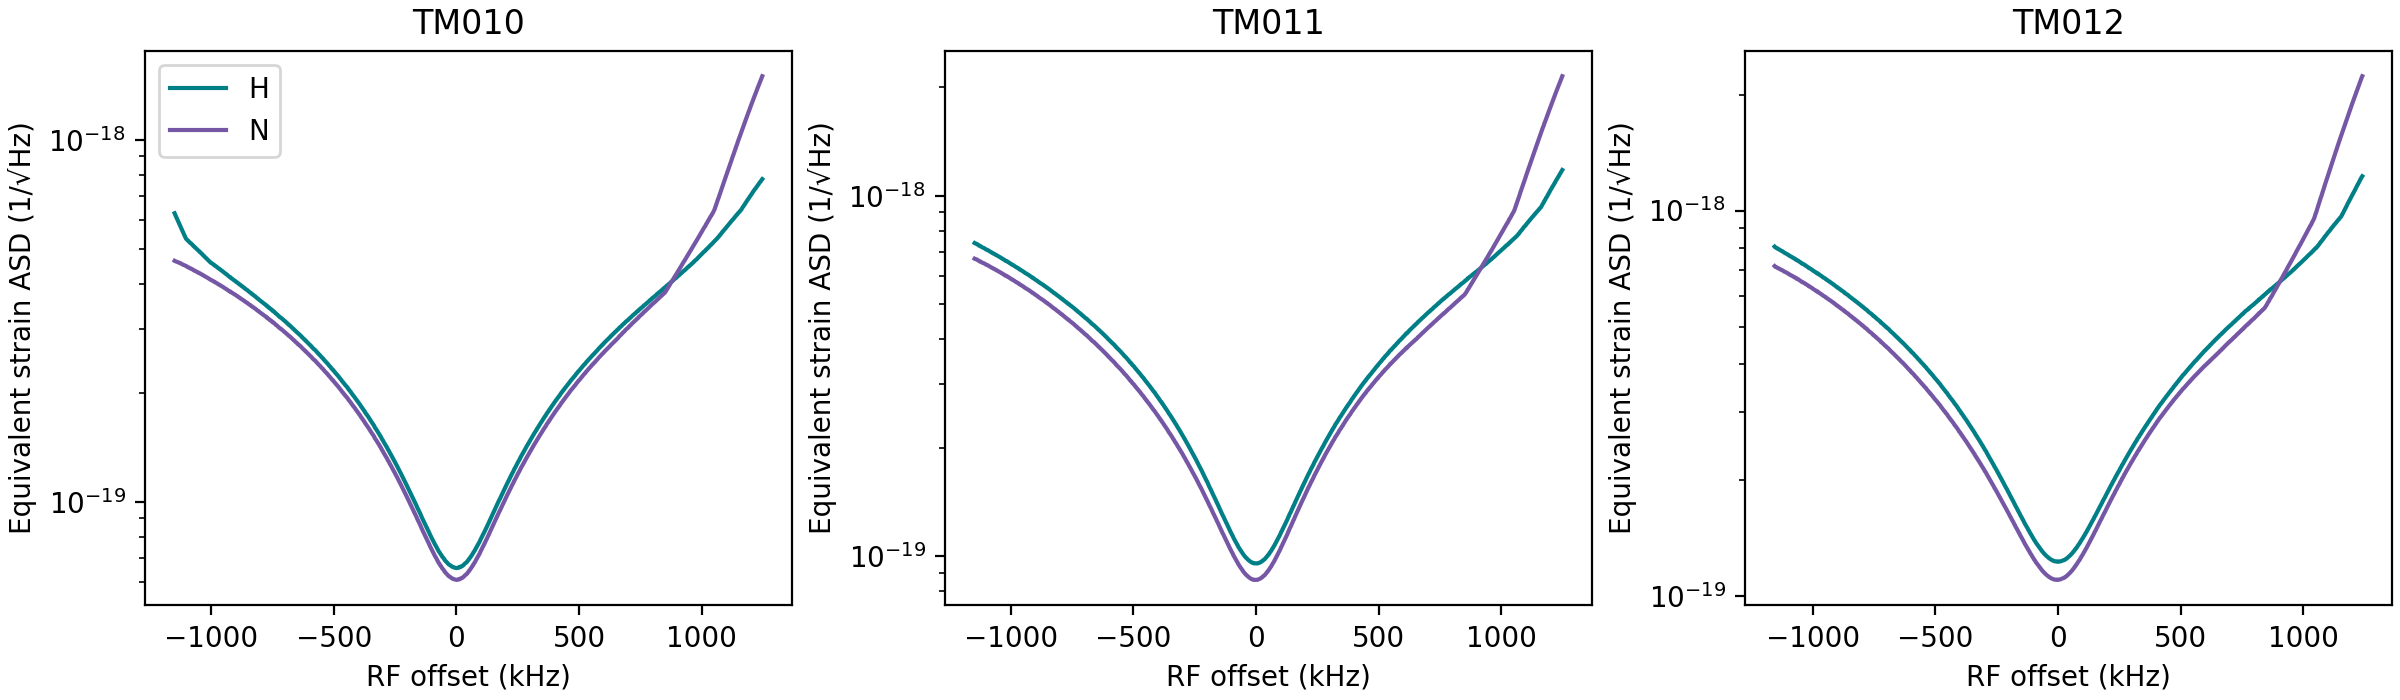 TM010
H
N
10⁻¹⁸
10⁻¹⁹
Equivalent strain ASD (1/√Hz)
−1000 −500 0 500 1000
RF offset (kHz)
TM011
10⁻¹⁸
10⁻¹⁹
Equivalent strain ASD (1/√Hz)
−1000 −500 0 500 1000
RF offset (kHz)
TM012
10⁻¹⁸
10⁻¹⁹
Equivalent strain ASD (1/√Hz)
−1000 −500 0 500 1000
RF offset (kHz)